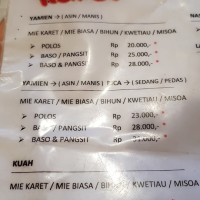 YAMIEN → ( ASIN / MANIS )
MIE KARET / MIE BIASA / BIHUN / KWETIAU / MISOA
➢ POLOS Rp 20.000,- *
➢ BASO / PANGSIT Rp 25.000,- *
➢ BASO & PANGSIT Rp 28.000,- *
YAMIEN → ( ASIN / MANIS ) ( SEDANG / PEDAS )
MIE KARET / MIE BIASA / BIHUN / KWETIAU / MISOA
➢ POLOS Rp 23.000,- *
➢ BASO / PANGSIT Rp 28.000,- *
➢ BASO & PANGSIT Rp 31.000,- *
KUAH
MIE KARET / MIE BIASA / BIHUN / KWETIAU / MISOA